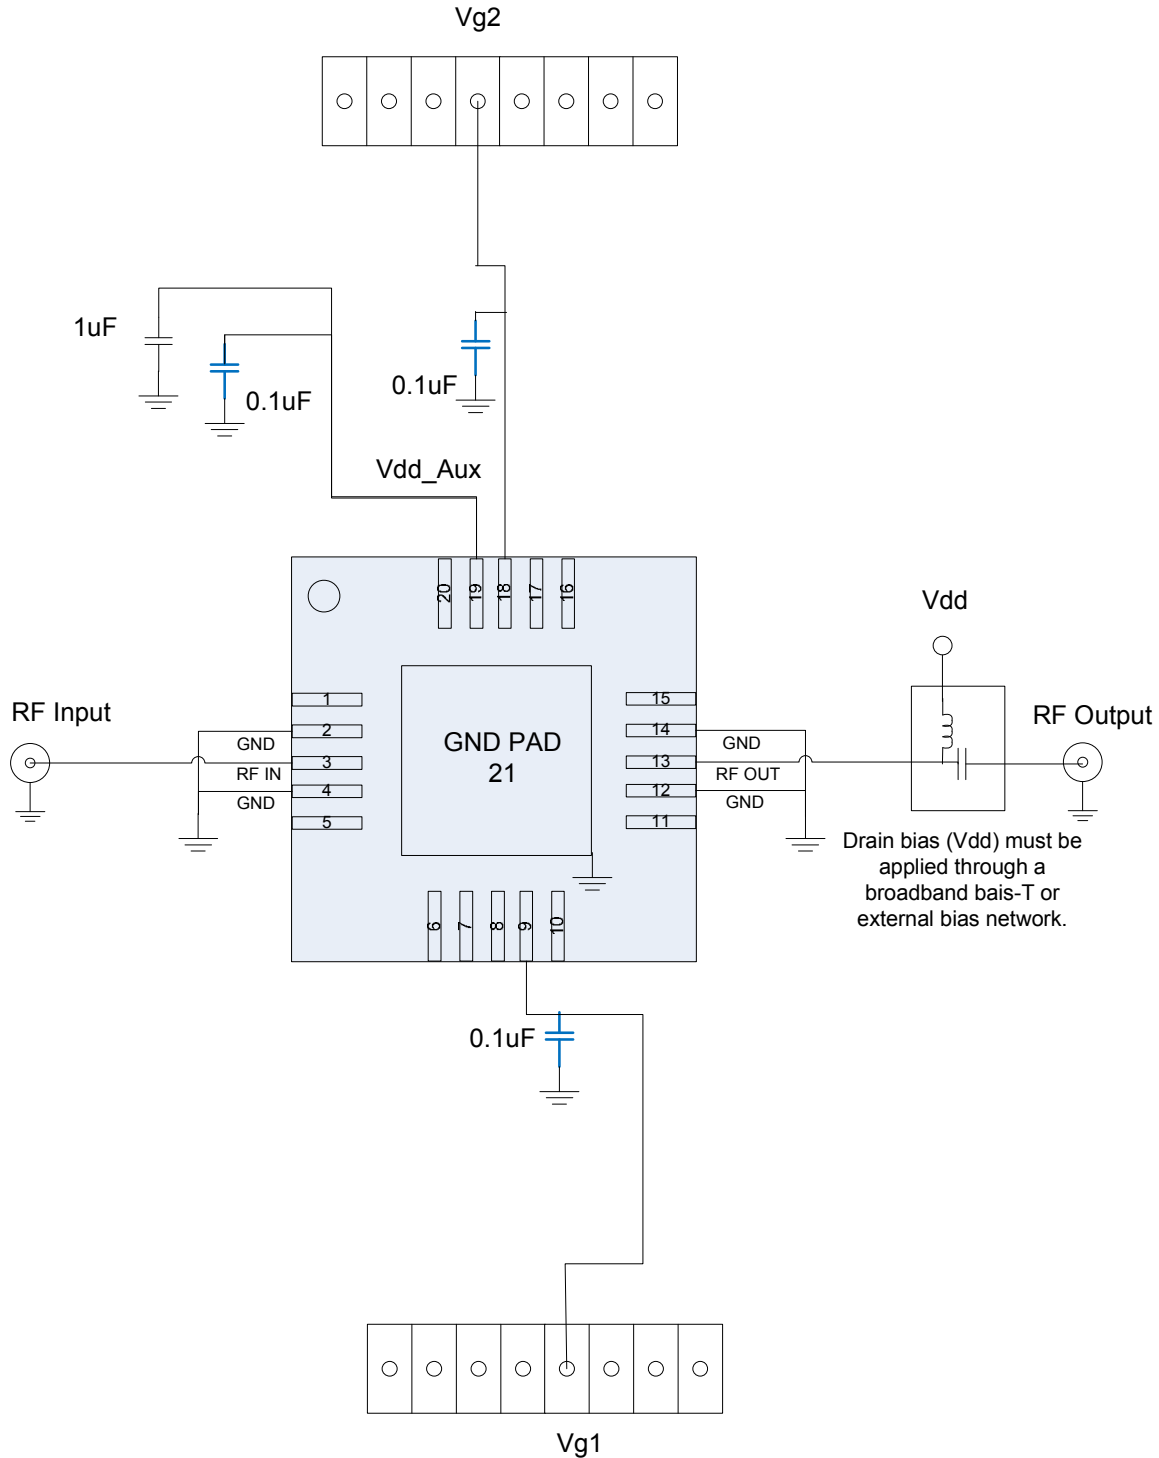 Vg2
1uF
0.1uF
0.1uF
Vdd_Aux
20
19
18
17
16
Vdd
RF Input
RF Output
1
2
3
4
5
GND
RF IN
GND
GND PAD
21
15
14
13
12
11
GND
RF OUT
GND
Drain bias (Vdd) must be
applied through a
broadband bais-T or
external bias network.
6
7
8
9
10
0.1uF
Vg1